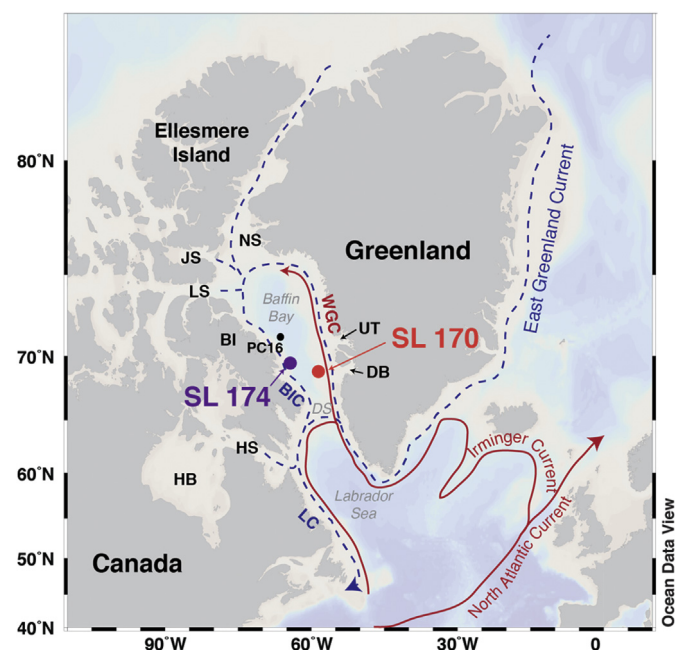 Ellesmere
Island
80°N
NS
JS
Greenland
East Greenland Current
LS
Baffin
Bay
WGC
UT
BI
PC16
SL 170
70°N
DB
SL 174
BIC
DS
Irminger Current
HS
60°N
HB
Labrador
Sea
LC
North Atlantic Current
50°N
Canada
Ocean Data View
40°N
90°W
60°W
30°W
0